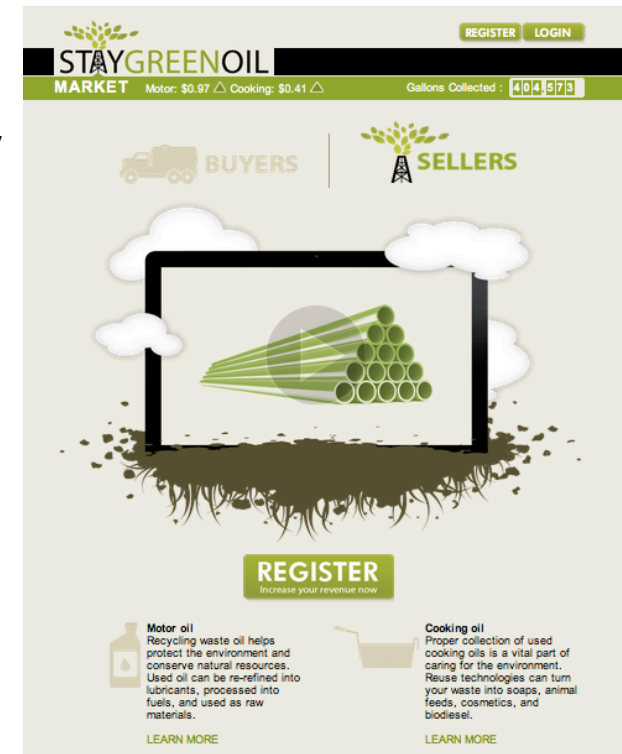 REGISTER LOGIN
STAYGREENOIL
MARKET Motor: $0.97 Cooking: $0.41 Gallons Collected : 404,573
BUYERS SELLERS
REGISTER
Increase your revenue now
Motor oil
Recycling waste oil helps
protect the environment and
conserve natural resources.
Used oil can be re-refined into
lubricants, processed into
fuels, and used as raw
materials.
LEARN MORE
Cooking oil
Proper collection of used
cooking oils is a vital part of
caring for the environment.
Reuse technologies can turn
your waste into soaps, animal
feeds, cosmetics, and
biodiesel.
LEARN MORE